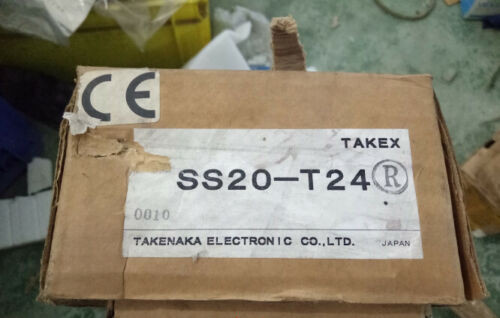 CE
TAKEX
SS20-T24 Ⓡ
0010
TAKENAKA ELECTRONIC CO.,LTD. JAPAN